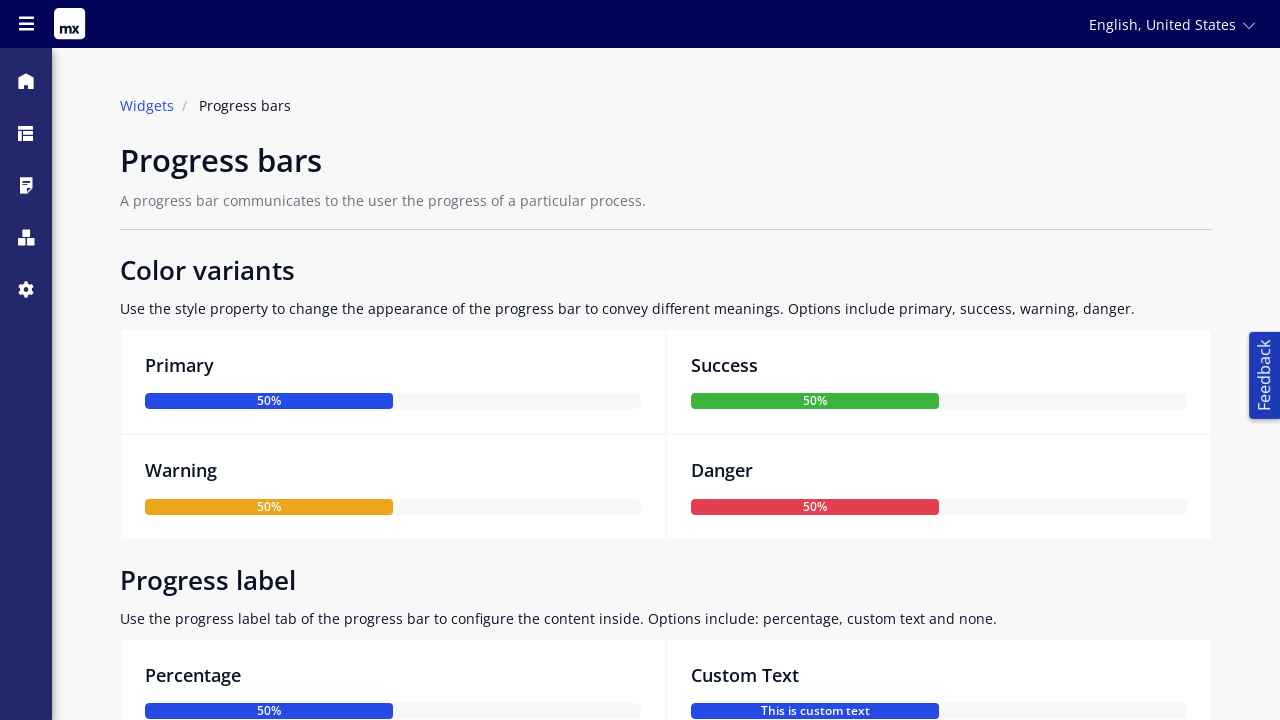 mx
English, United States
Widgets / Progress bars
Progress bars
A progress bar communicates to the user the progress of a particular process.
Color variants
Use the style property to change the appearance of the progress bar to convey different meanings. Options include primary, success, warning, danger.
Primary
50%
Success
50%
Warning
50%
Danger
50%
Feedback
Progress label
Use the progress label tab of the progress bar to configure the content inside. Options include: percentage, custom text and none.
Percentage
50%
Custom Text
This is custom text